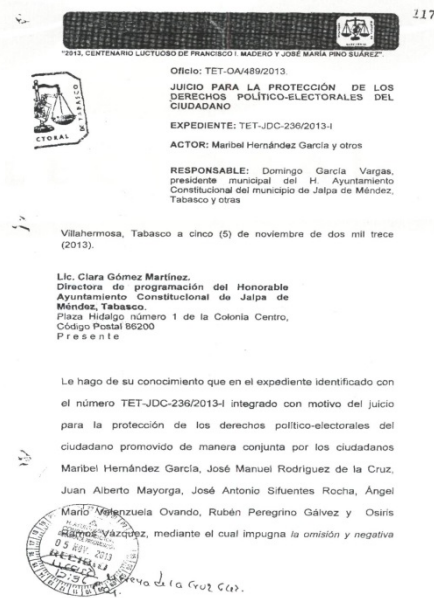 117
"2013, CENTENARIO LUCTUOSO DE FRANCISCO I. MADERO Y JOSÉ MARÍA PINO SUÁREZ".
Oficio: TET-OA/489/2013.
JUICIO PARA LA PROTECCIÓN DE LOS
DERECHOS POLÍTICO-ELECTORALES DEL
CIUDADANO
EXPEDIENTE: TET-JDC-236/2013-I
ACTOR: Maribel Hernández García y otros
RESPONSABLE: Domingo García Vargas,
presidente municipal del H. Ayuntamiento
Constitucional del municipio de Jalpa de Méndez,
Tabasco y otras
CTORAL DE TABASCO
Villahermosa, Tabasco a cinco (5) de noviembre de dos mil trece
(2013).
Lic. Clara Gómez Martínez.
Directora de programación del Honorable
Ayuntamiento Constitucional de Jalpa de
Méndez, Tabasco.
Plaza Hidalgo número 1 de la Colonia Centro,
Código Postal 86200
P r e s e n t e
Le hago de su conocimiento que en el expediente identificado con
el número TET-JDC-236/2013-I integrado con motivo del juicio
para la protección de los derechos político-electorales del
ciudadano promovido de manera conjunta por los ciudadanos
Maribel Hernández García, José Manuel Rodríguez de la Cruz,
Juan Alberto Mayorga, José Antonio Sifuentes Rocha, Ángel
Mario Valenzuela Ovando, Rubén Peregrino Gálvez y Osiris
Ramos Vázquez, mediante el cual impugna la omisión y negativa
05 NOV. 2013
RECIBIDO
de la Cruz